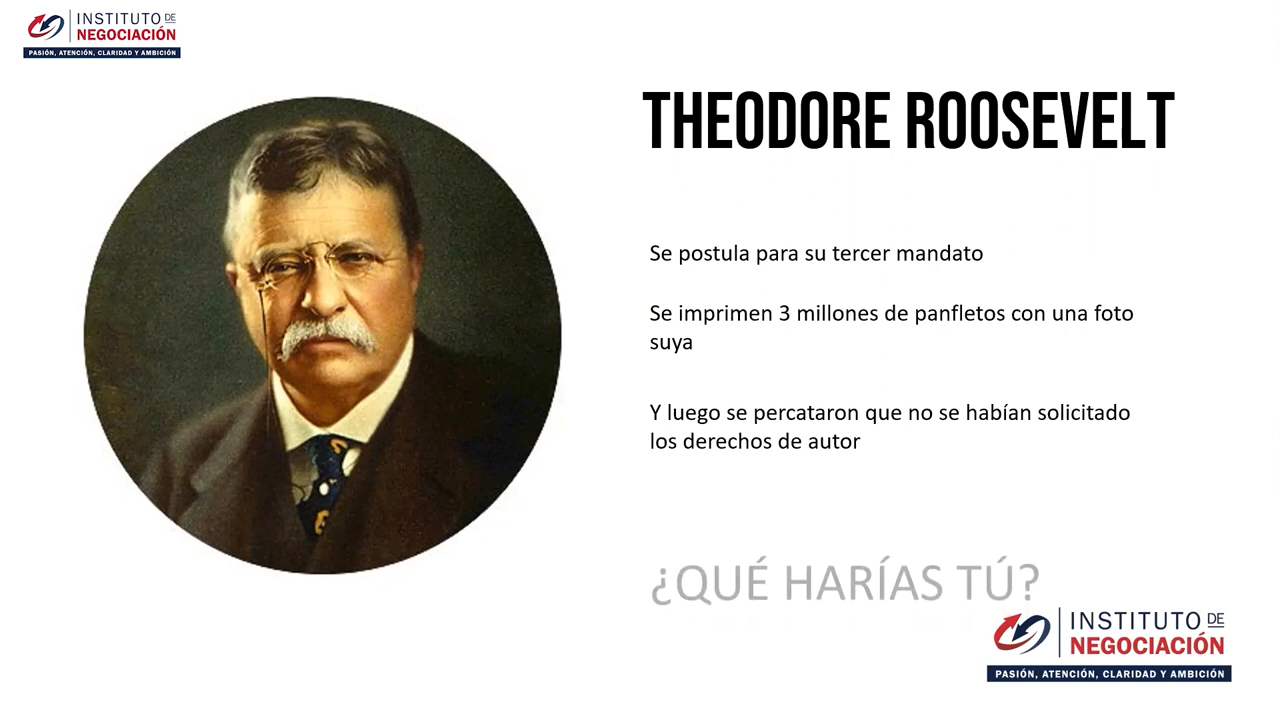 INSTITUTO DE
NEGOCIACIÓN
PASIÓN, ATENCIÓN, CLARIDAD Y AMBICIÓN
THEODORE ROOSEVELT
Se postula para su tercer mandato
Se imprimen 3 millones de panfletos con una foto
suya
Y luego se percataron que no se habían solicitado
los derechos de autor
¿QUÉ HARÍAS TÚ?
INSTITUTO DE
NEGOCIACIÓN
PASIÓN, ATENCIÓN, CLARIDAD Y AMBICIÓN